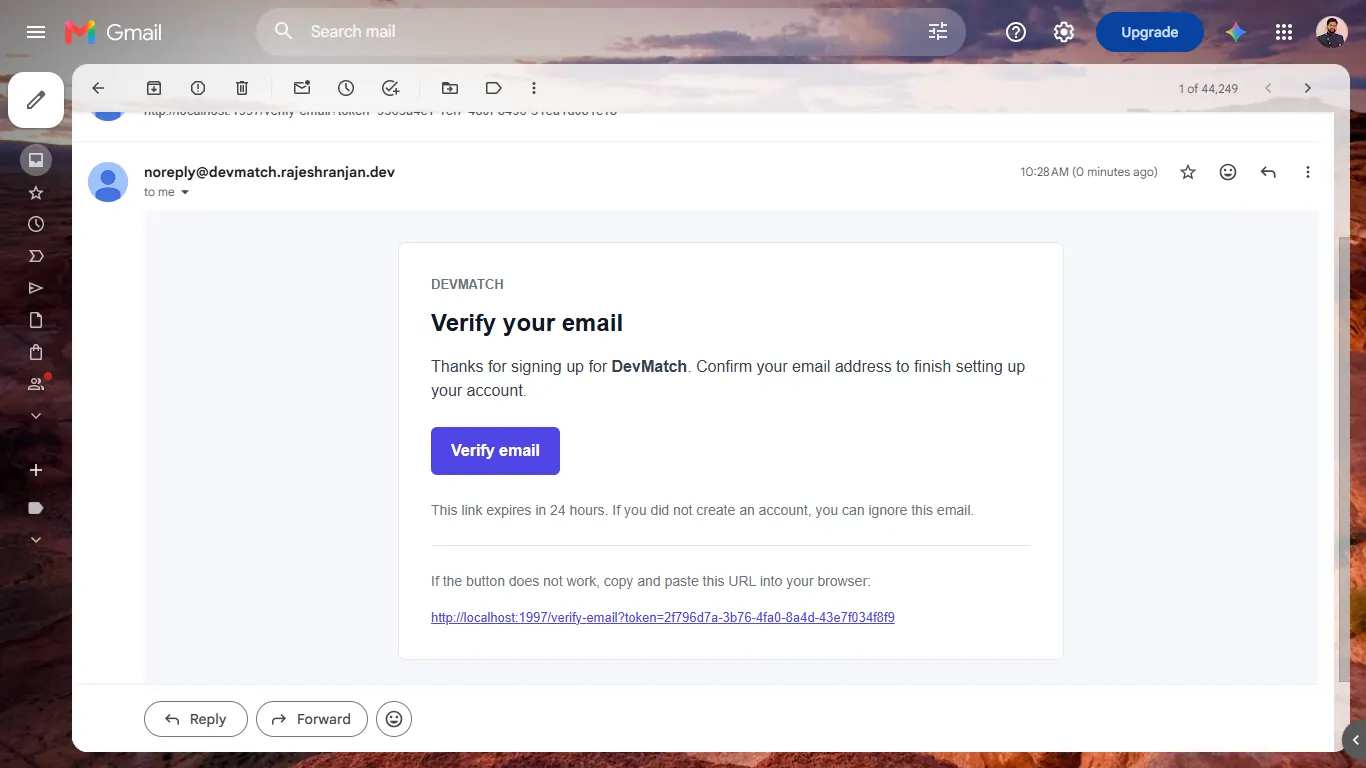 Gmail
Search mail
Upgrade
1 of 44,249
noreply@devmatch.rajeshranjan.dev
10:28 AM (0 minutes ago)
to me
DEVMATCH
Verify your email
Thanks for signing up for DevMatch. Confirm your email address to finish setting up
your account.
Verify email
This link expires in 24 hours. If you did not create an account, you can ignore this email.
If the button does not work, copy and paste this URL into your browser:
http://localhost:1997/verify-email?token=2f796d7a-3b76-4fa0-8a4d-43e7f034f8f9
Reply
Forward